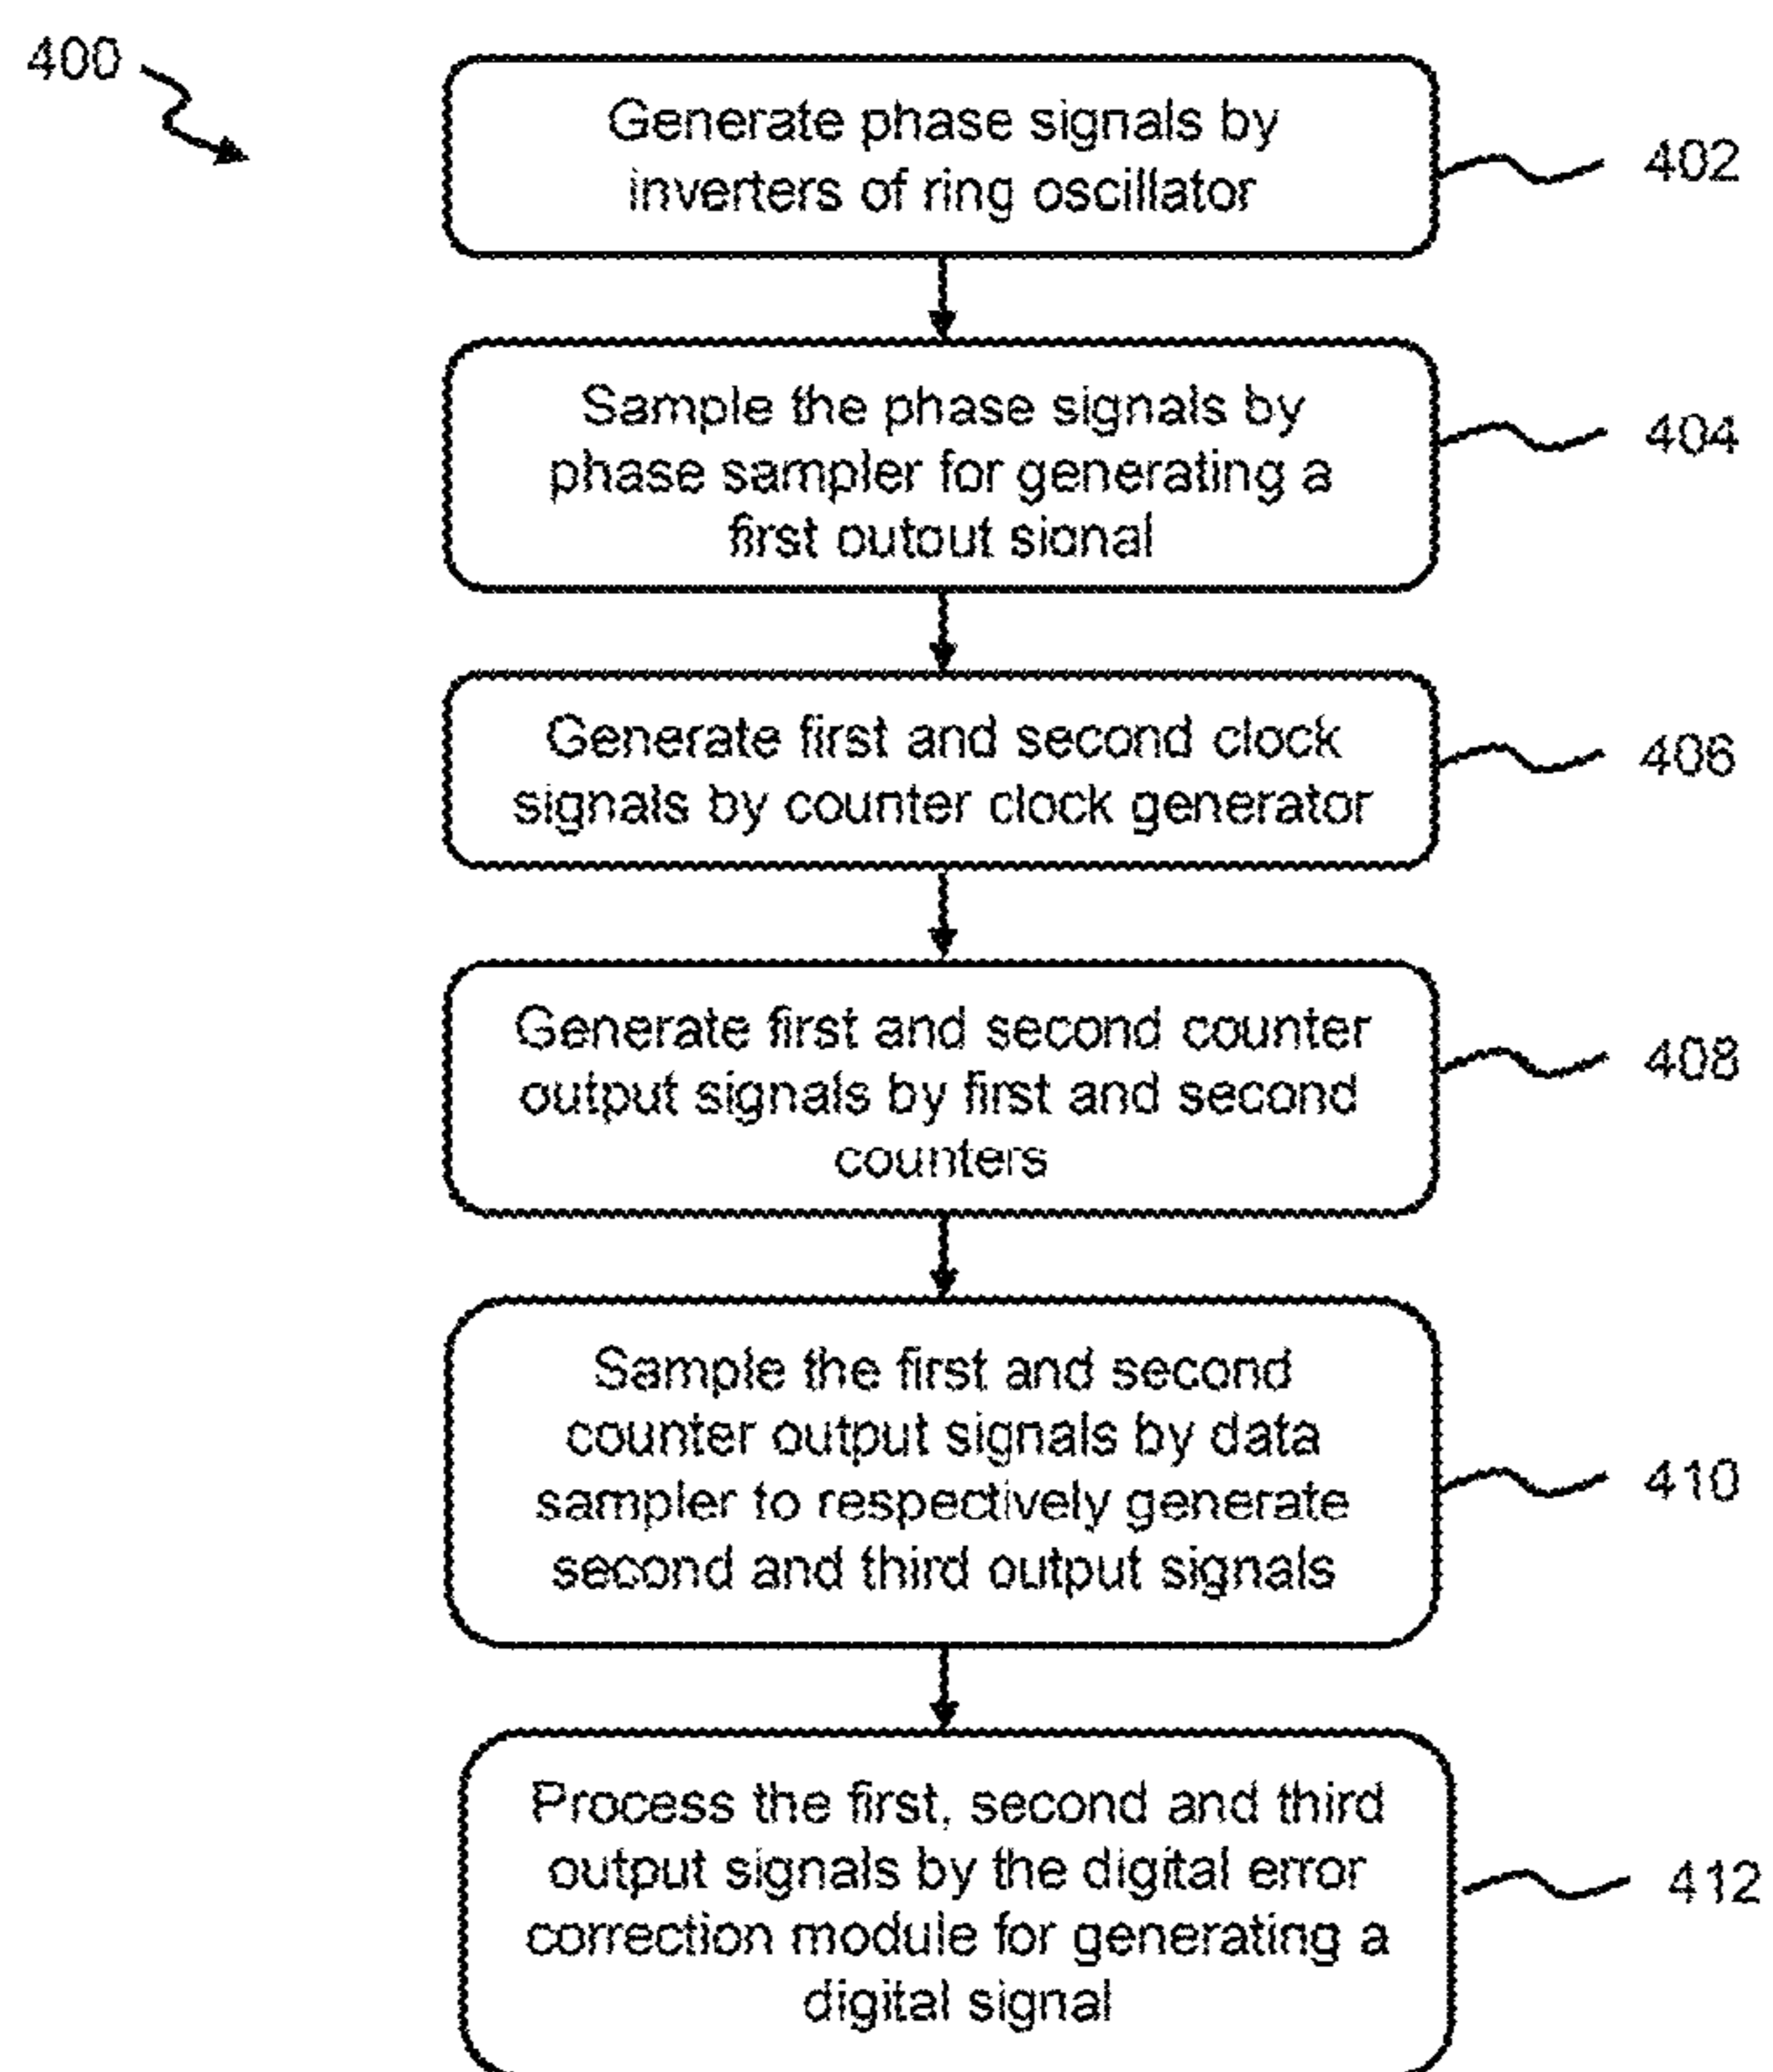 400
Generate phase signals by
inverters of ring oscillator
402
Sample the phase signals by
phase sampler for generating a
first output signal
404
Generate first and second clock
signals by counter clock generator
406
Generate first and second counter
output signals by first and second
counters
408
Sample the first and second
counter output signals by data
sampler to respectively generate
second and third output signals
410
Process the first, second and third
output signals by the digital error
correction module for generating a
digital signal
412